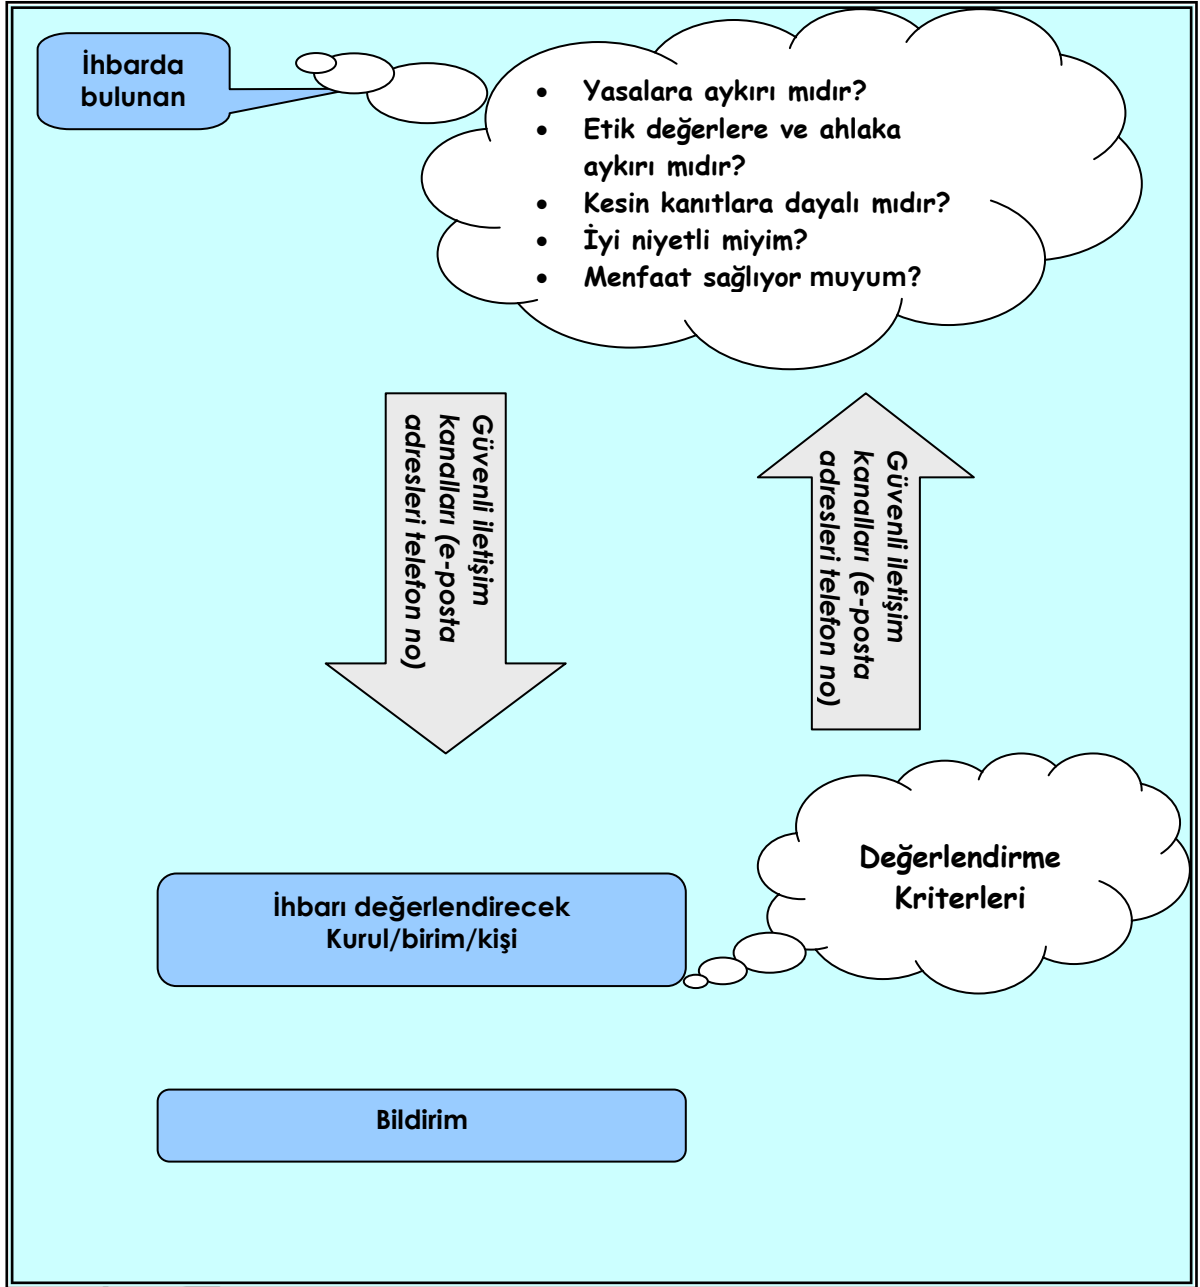 İhbarda
bulunan
• Yasalara aykırı mıdır?
• Etik değerlere ve ahlaka
aykırı mıdır?
• Kesin kanıtlara dayalı mıdır?
• İyi niyetli miyim?
• Menfaat sağlıyor muyum?
Güvenli iletişim
kanalları (e-posta
adresleri telefon no)
Güvenli iletişim
kanalları (e-posta
adresleri telefon no)
Değerlendirme
Kriterleri
İhbarı değerlendirecek
Kurul/birim/kişi
Bildirim